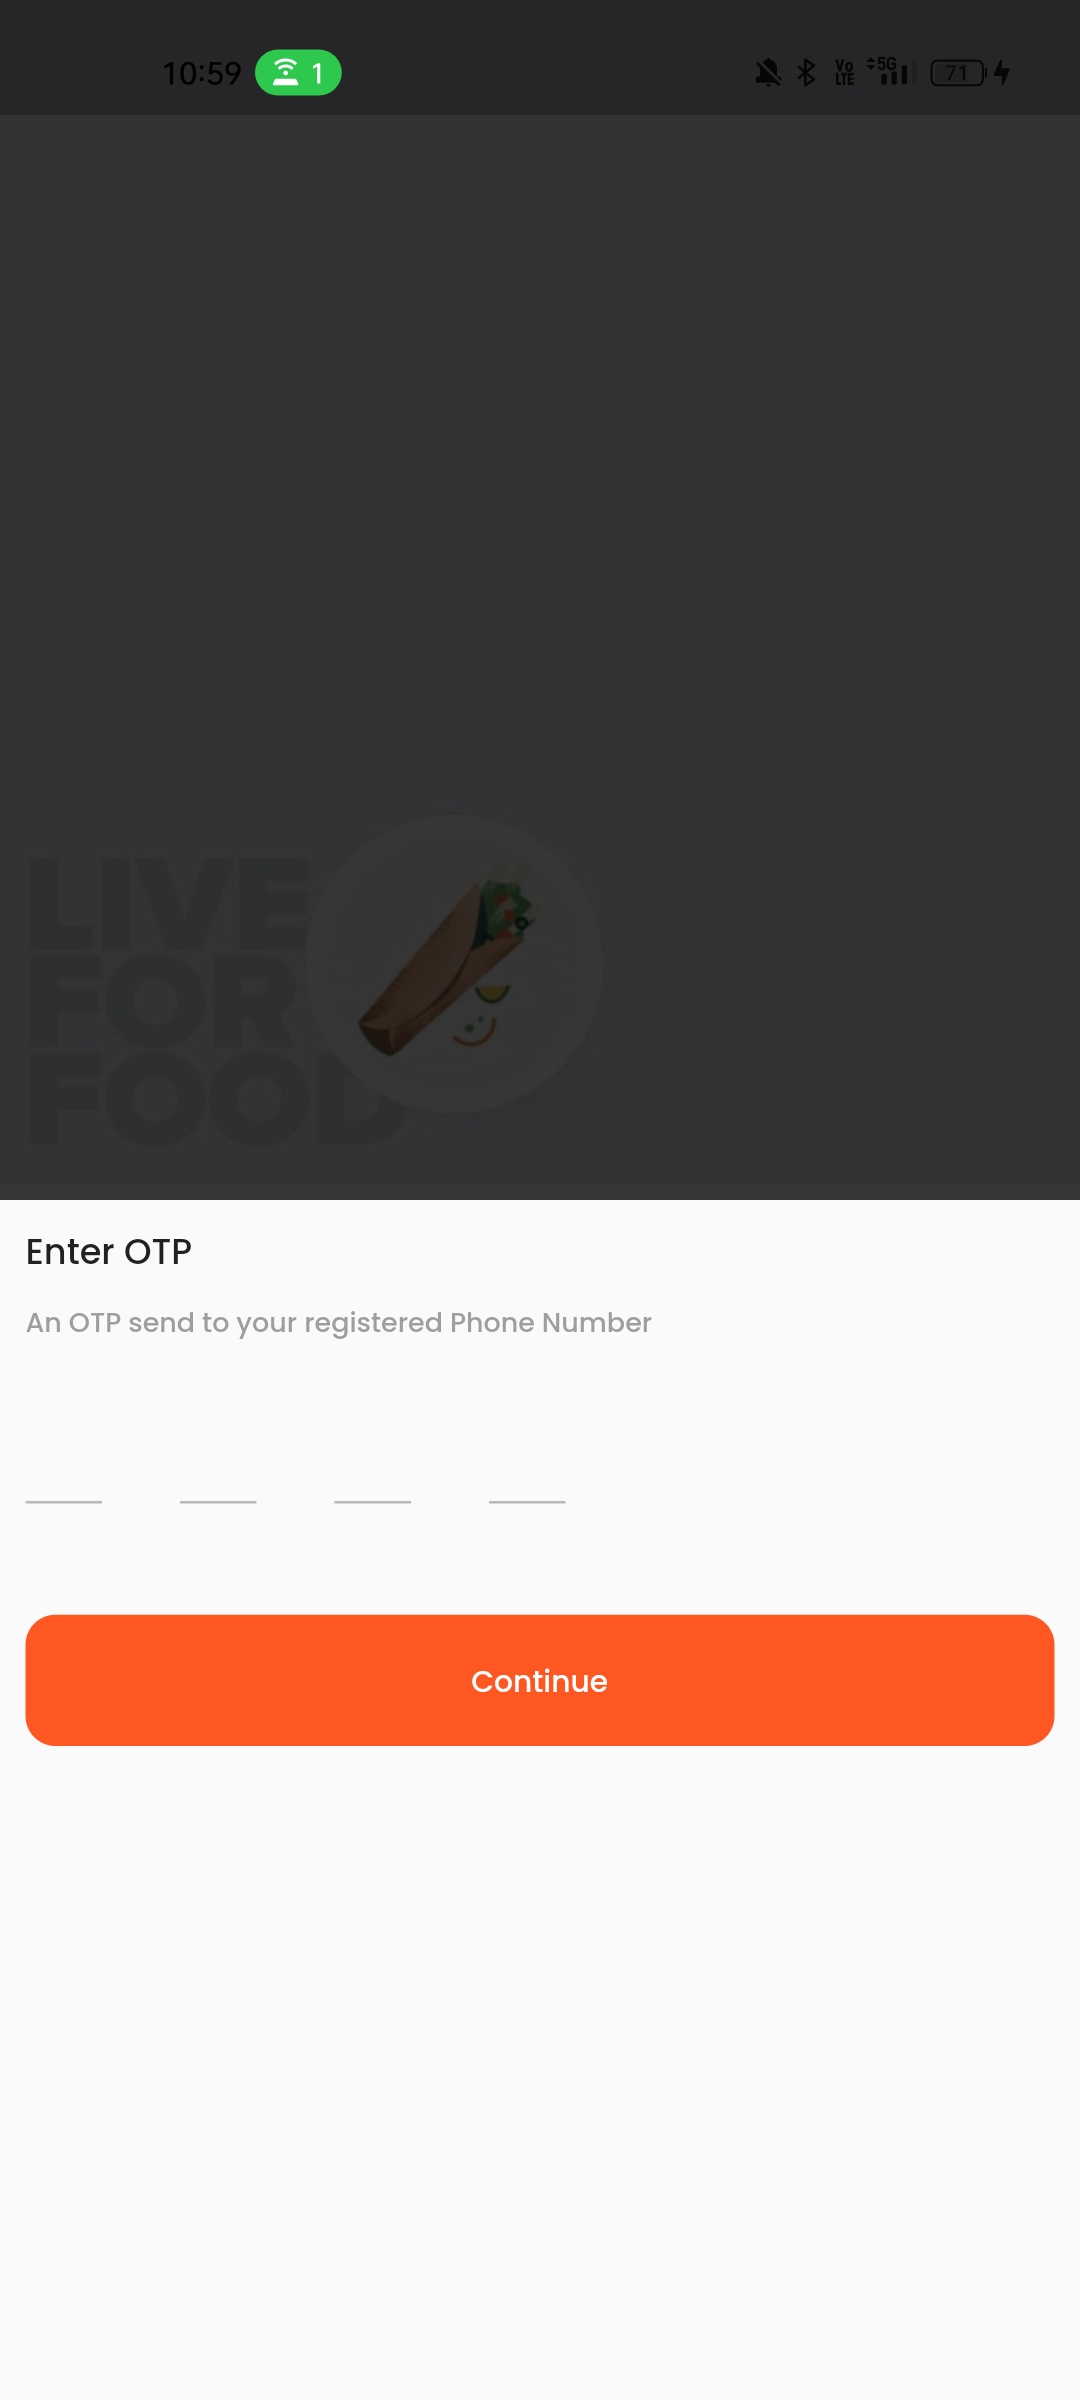 10:59 1 Vo LTE 5G 71
LIVE
FOR
FOOD
Enter OTP
An OTP send to your registered Phone Number
Continue